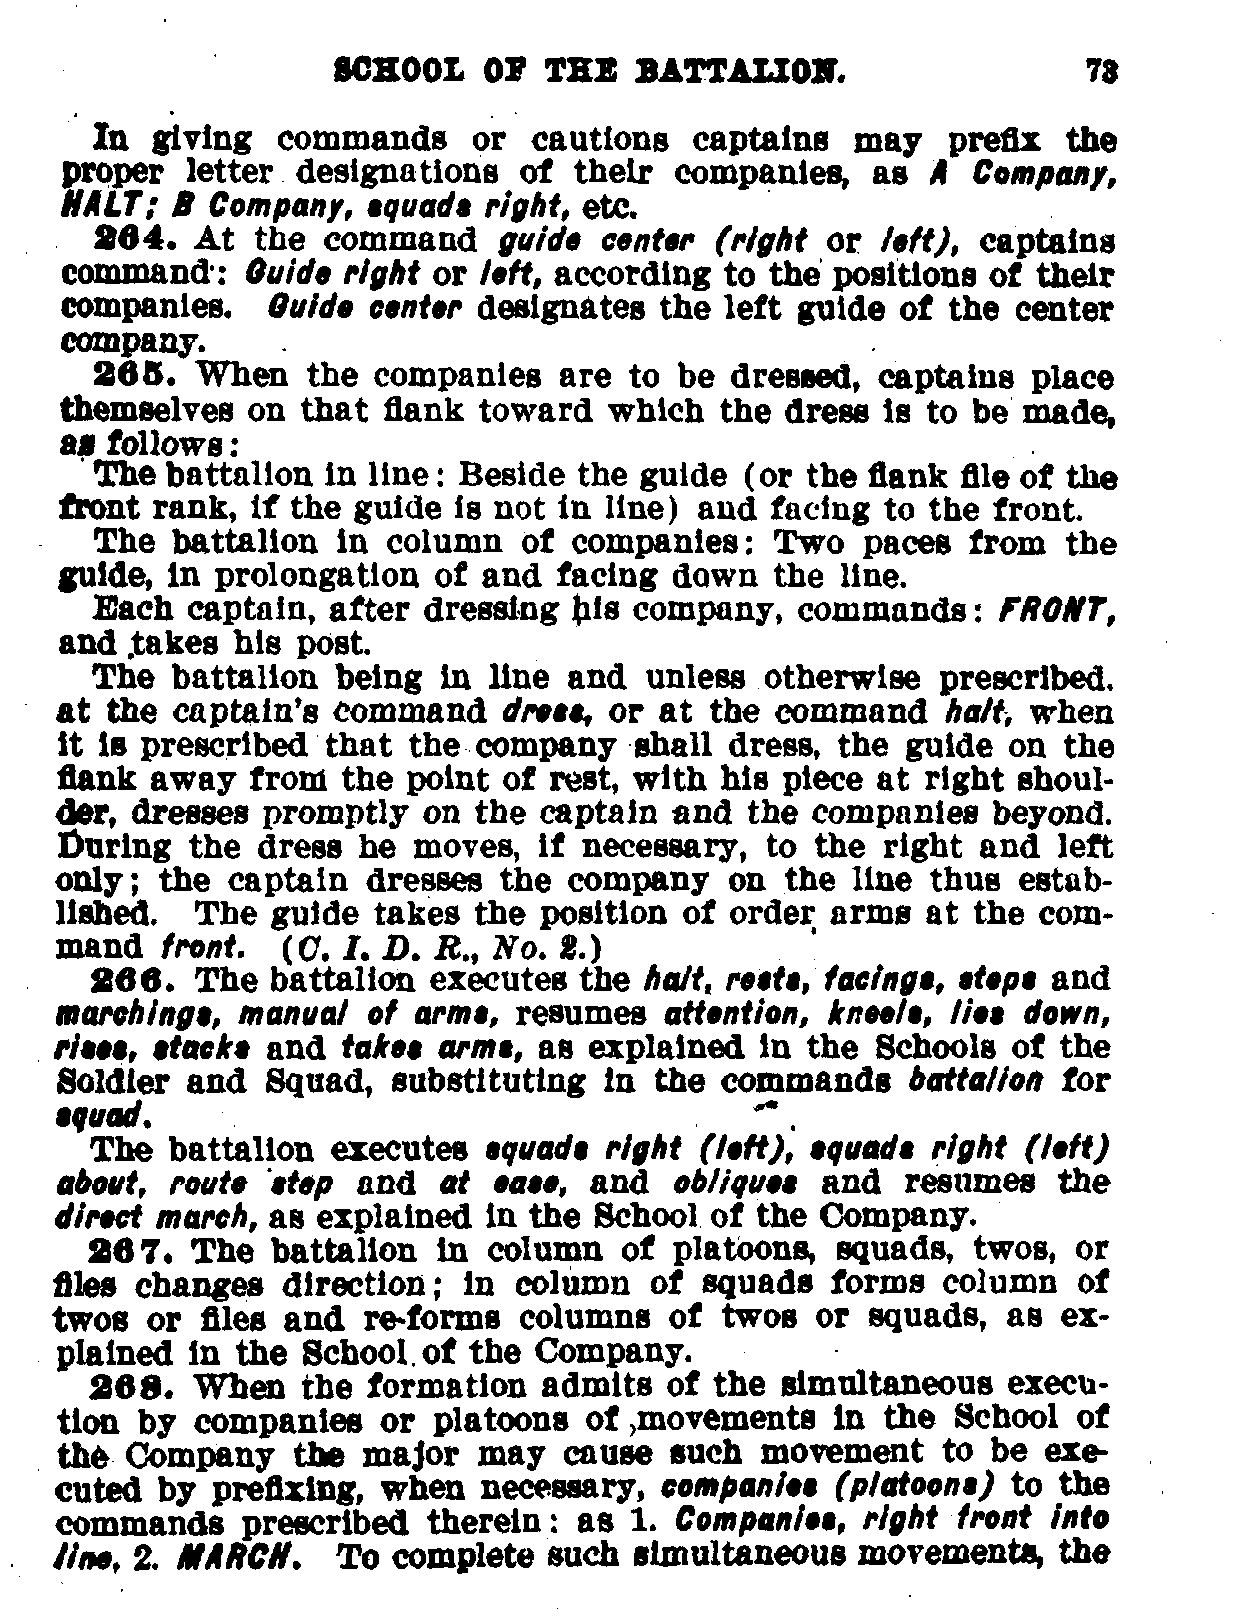 SCHOOL OF THE BATTALION. 73
In giving commands or cautions captains may prefix the
proper letter designations of their companies, as A Company,
HALT; B Company, squads right, etc.
264. At the command guide center (right or left), captains
command: Guide right or left, according to the positions of their
companies. Guide center designates the left guide of the center
company.
265. When the companies are to be dressed, captains place
themselves on that flank toward which the dress is to be made,
as follows:
The battalion in line: Beside the guide (or the flank file of the
front rank, if the guide is not in line) and facing to the front.
The battalion in column of companies: Two paces from the
guide, in prolongation of and facing down the line.
Each captain, after dressing his company, commands: FRONT,
and takes his post.
The battalion being in line and unless otherwise prescribed.
at the captain's command dress, or at the command halt, when
it is prescribed that the company shall dress, the guide on the
flank away from the point of rest, with his piece at right shoul-
der, dresses promptly on the captain and the companies beyond.
During the dress he moves, if necessary, to the right and left
only; the captain dresses the company on the line thus estab-
lished. The guide takes the position of order arms at the com-
mand front. (C. I. D. R., No. 2.)
266. The battalion executes the halt, rests, facings, steps and
marchings, manual of arms, resumes attention, kneels, lies down,
rises, stacks and takes arms, as explained in the Schools of the
Soldier and Squad, substituting in the commands battalion for
squad.
The battalion executes squads right (left), squads right (left)
about, route step and at ease, and obliques and resumes the
direct march, as explained in the School of the Company.
267. The battalion in column of platoons, squads, twos, or
files changes direction; in column of squads forms column of
twos or files and re-forms columns of twos or squads, as ex-
plained in the School of the Company.
268. When the formation admits of the simultaneous execu-
tion by companies or platoons of movements in the School of
the Company the major may cause such movement to be exe-
cuted by prefixing, when necessary, companies (platoons) to the
commands prescribed therein: as 1. Companies, right front into
line, 2. MARCH. To complete such simultaneous movements, the